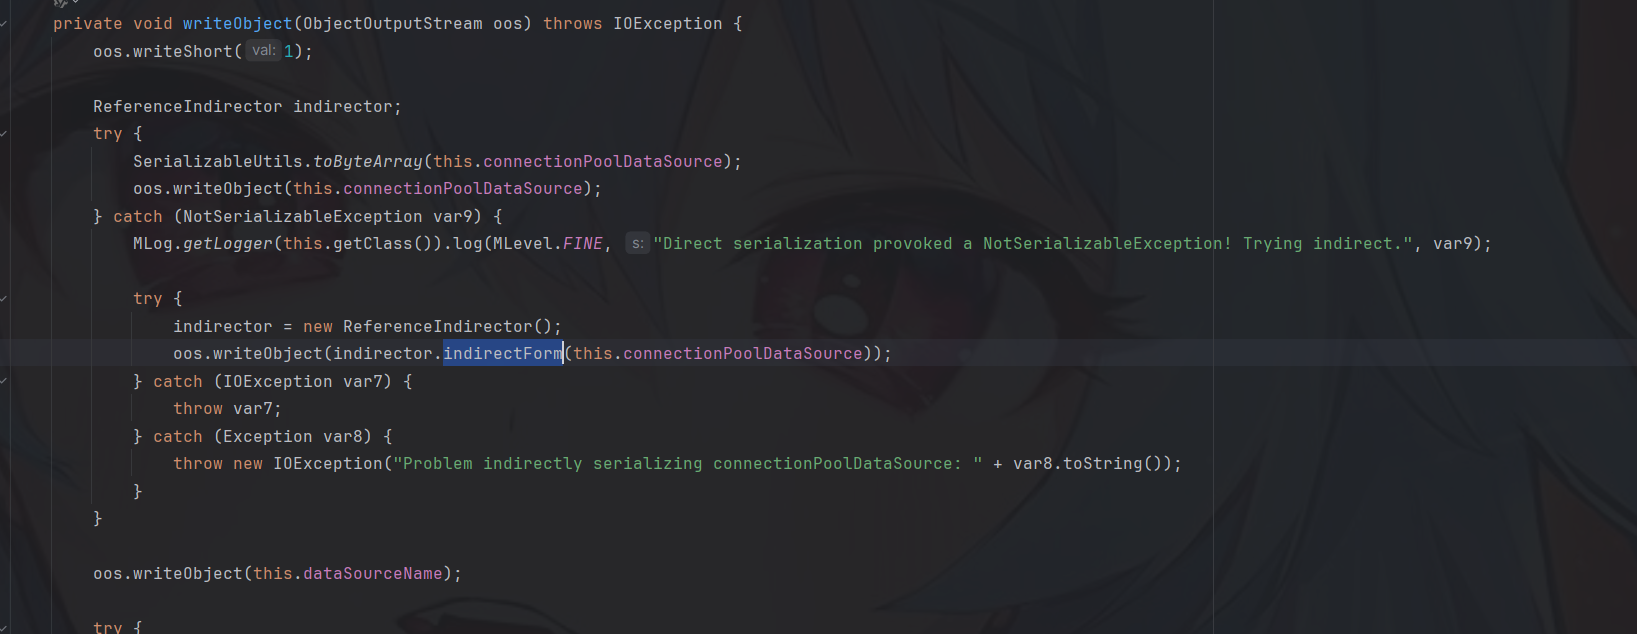 private void writeObject(ObjectOutputStream oos) throws IOException {
oos.writeShort( val: 1);
ReferenceIndirector indirector;
try {
SerializableUtils.toByteArray(this.connectionPoolDataSource);
oos.writeObject(this.connectionPoolDataSource);
} catch (NotSerializableException var9) {
MLog.getLogger(this.getClass()).log(MLevel.FINE, s: "Direct serialization provoked a NotSerializableException! Trying indirect.", var9);
try {
indirector = new ReferenceIndirector();
oos.writeObject(indirector.indirectForm(this.connectionPoolDataSource));
} catch (IOException var7) {
throw var7;
} catch (Exception var8) {
throw new IOException("Problem indirectly serializing connectionPoolDataSource: " + var8.toString());
}
}
oos.writeObject(this.dataSourceName);
try {